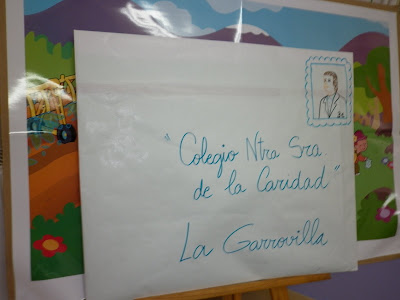 "Colegio Ntra Sra.
de la Caridad"
La Garrovilla